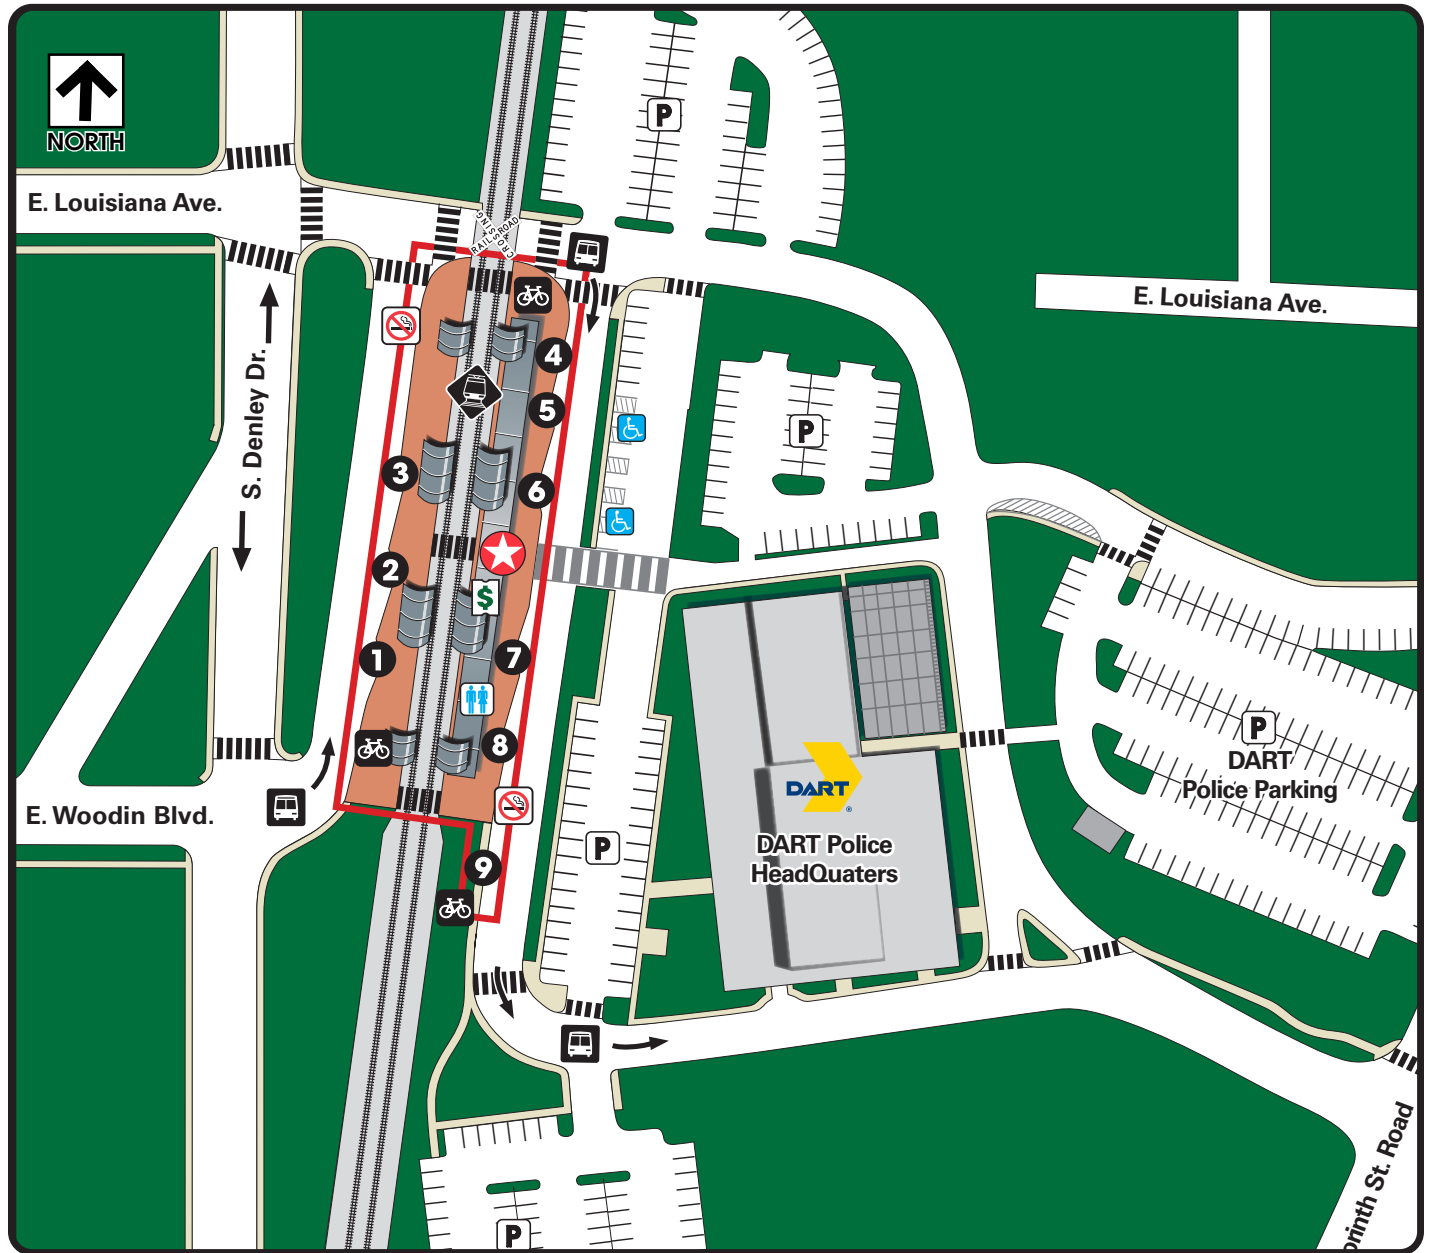 NORTH
P
E. Louisiana Ave.
RAILROAD
CROSSING
E. Louisiana Ave.
4
S. Denley Dr.
5
P
3
6
2
$
1
7
8
P
DART
Police Parking
DART
®
E. Woodin Blvd.
DART Police
HeadQuaters
P
9
orinth St. Road
P